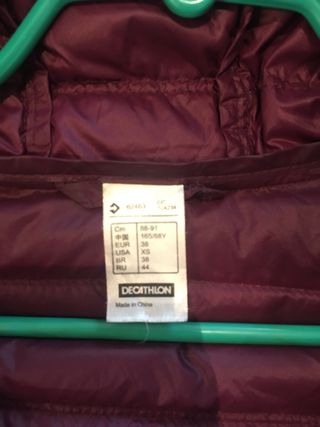 Cm 88-91
中国 165/88Y
EUR 38
USA XS
BR 38
RU 44
DECATHLON
Made in China